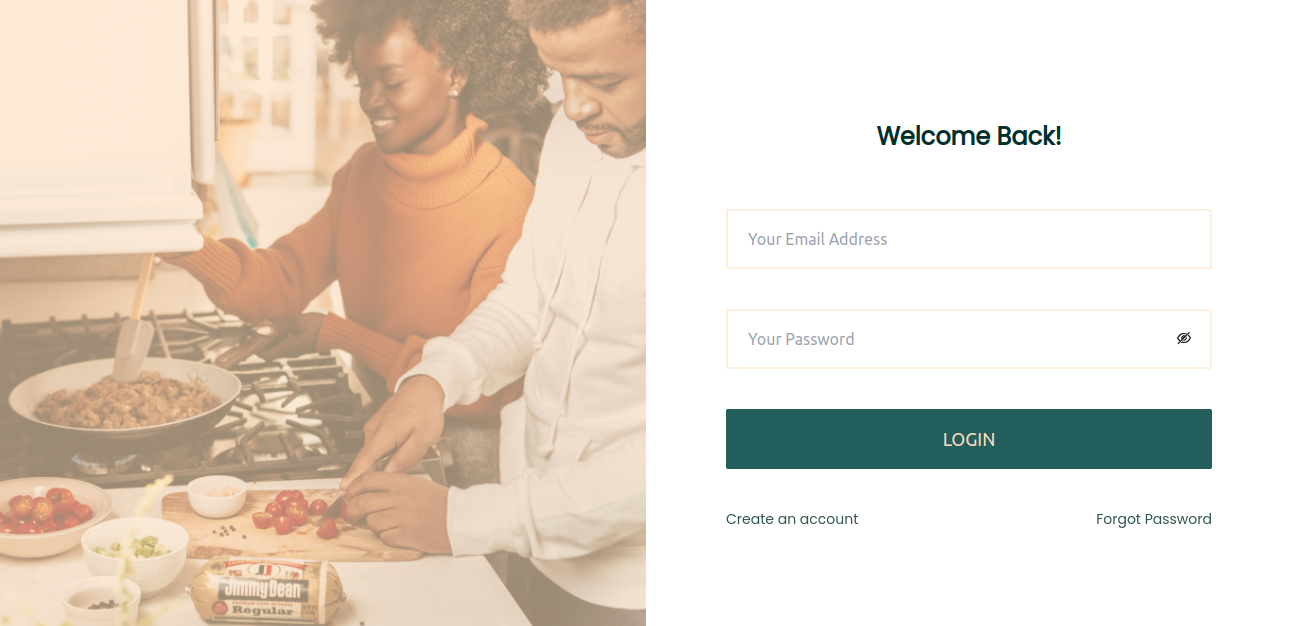 Welcome Back!
Your Email Address
Your Password
LOGIN
Create an account
Forgot Password
Jimmy Dean
Regular